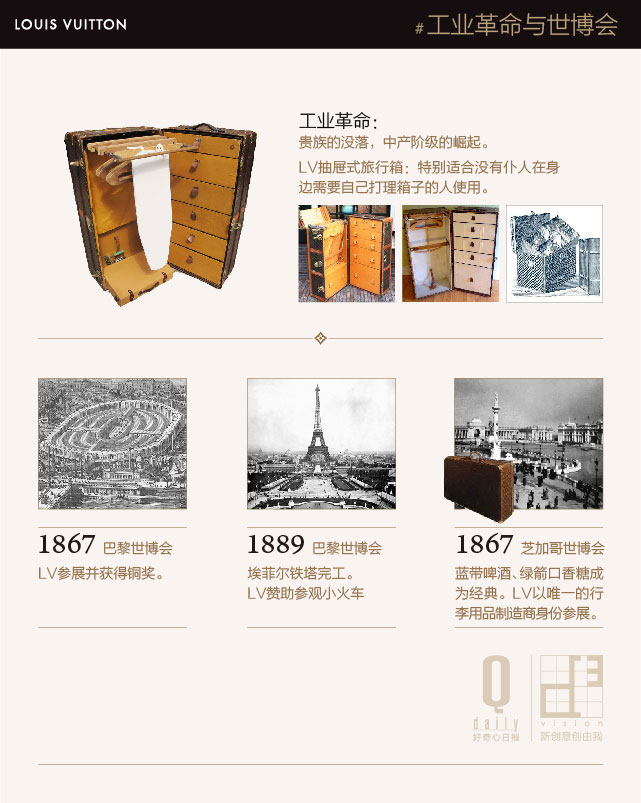 LOUIS VUITTON
#工业革命与世博会
工业革命：
贵族的没落，中产阶级的崛起。
LV抽屉式旅行箱：特别适合没有仆人在身
边需要自己打理箱子的人使用。
1867 巴黎世博会
LV参展并获得铜奖。
1889 巴黎世博会
埃菲尔铁塔完工。
LV赞助参观小火车
1867 芝加哥世博会
蓝带啤酒、绿箭口香糖成
为经典。LV以唯一的行
李用品制造商身份参展。
Q
daily
好奇心日报
vision
新创意创由我